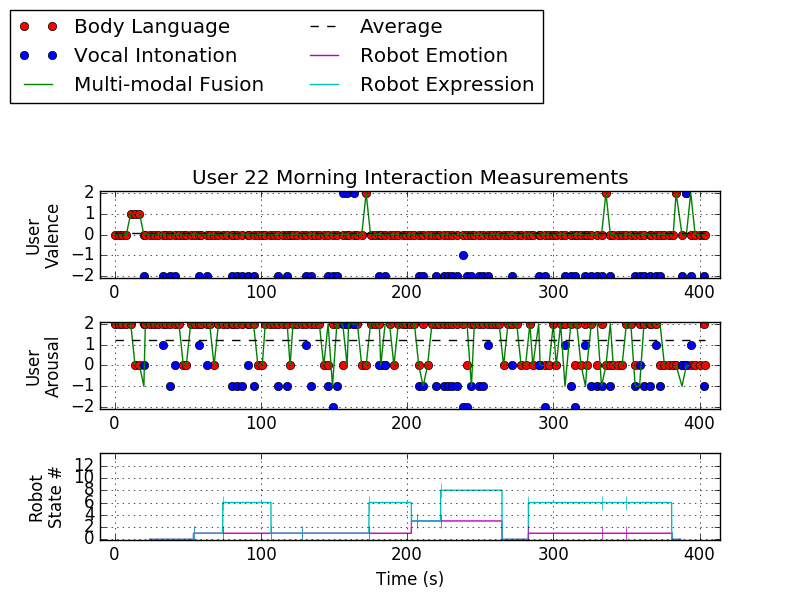 Body Language
Vocal Intonation
Multi-modal Fusion
Average
Robot Emotion
Robot Expression
User 22 Morning Interaction Measurements
User
Valence
2
1
0
−1
−2
0 100 200 300 400
User
Arousal
2
1
0
−1
−2
0 100 200 300 400
Robot
State #
12
10
8
6
4
2
0
0 100 200 300 400
Time (s)